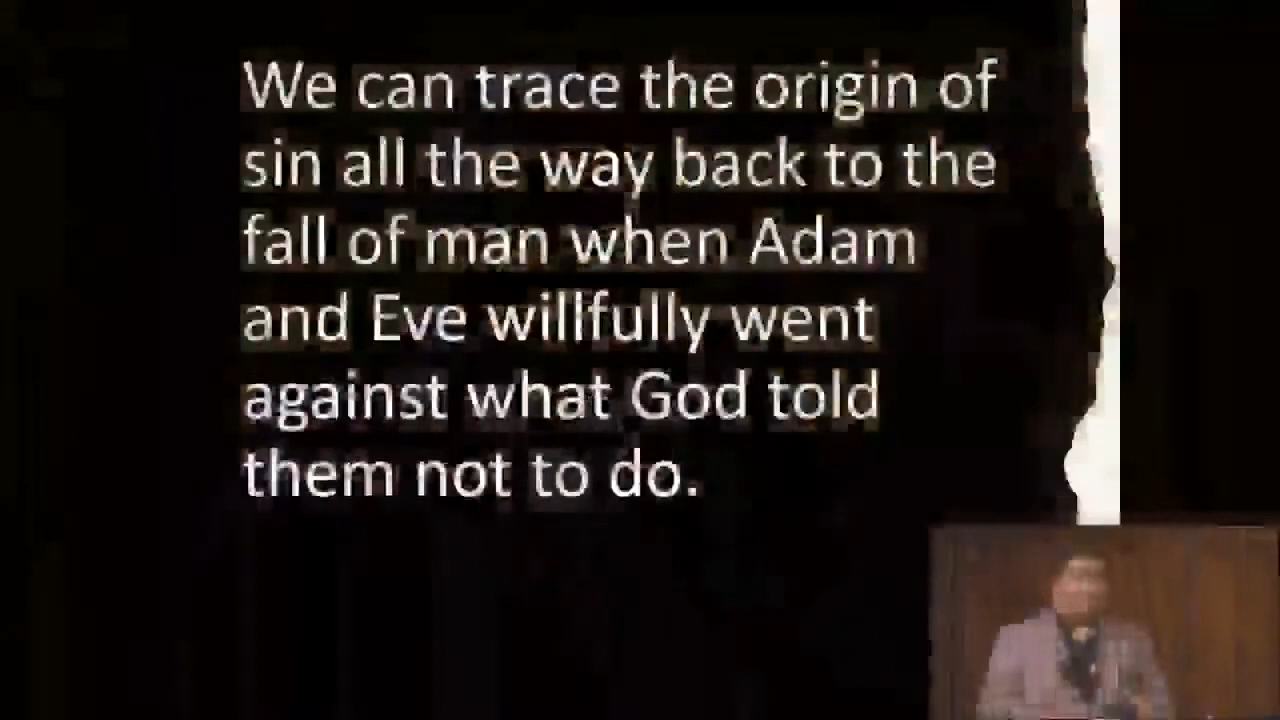 We can trace the origin of
sin all the way back to the
fall of man when Adam
and Eve willfully went
against what God told
them not to do.